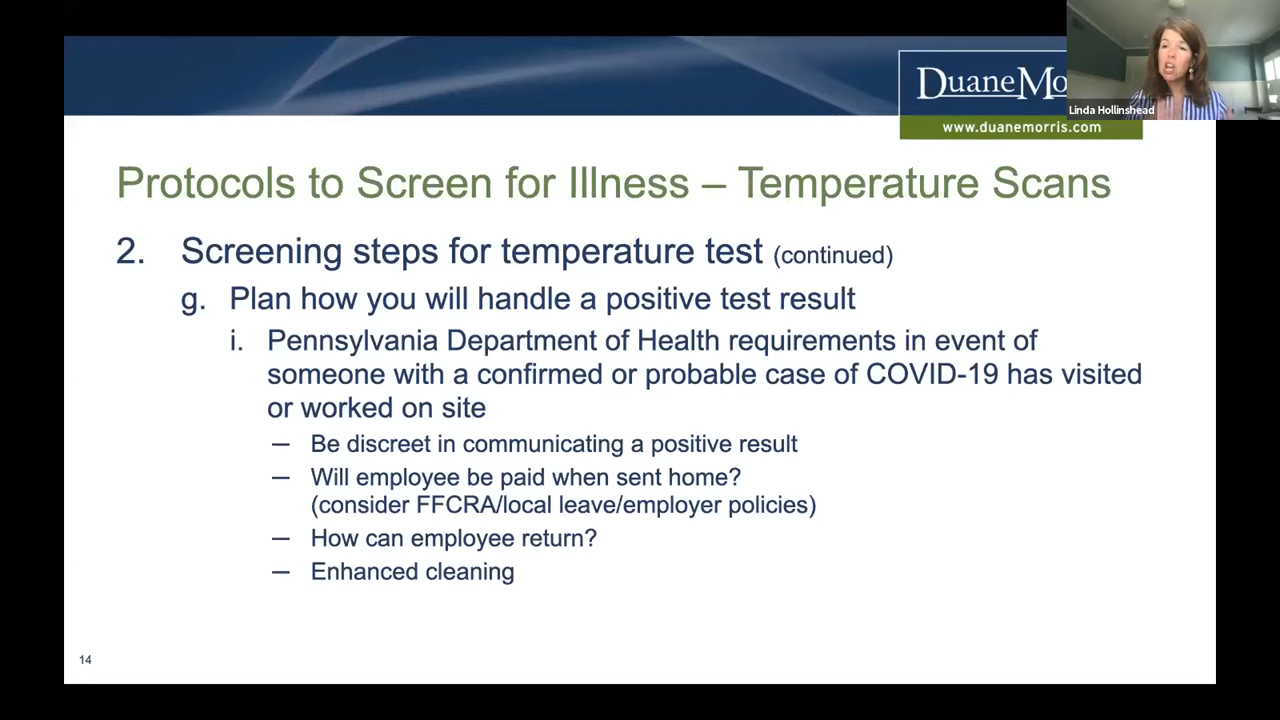 DuaneMo
Linda Hollinshead
www.duanemorris.com
Protocols to Screen for Illness – Temperature Scans
2. Screening steps for temperature test (continued)
g. Plan how you will handle a positive test result
i. Pennsylvania Department of Health requirements in event of
someone with a confirmed or probable case of COVID-19 has visited
or worked on site
— Be discreet in communicating a positive result
— Will employee be paid when sent home?
(consider FFCRA/local leave/employer policies)
— How can employee return?
— Enhanced cleaning
14